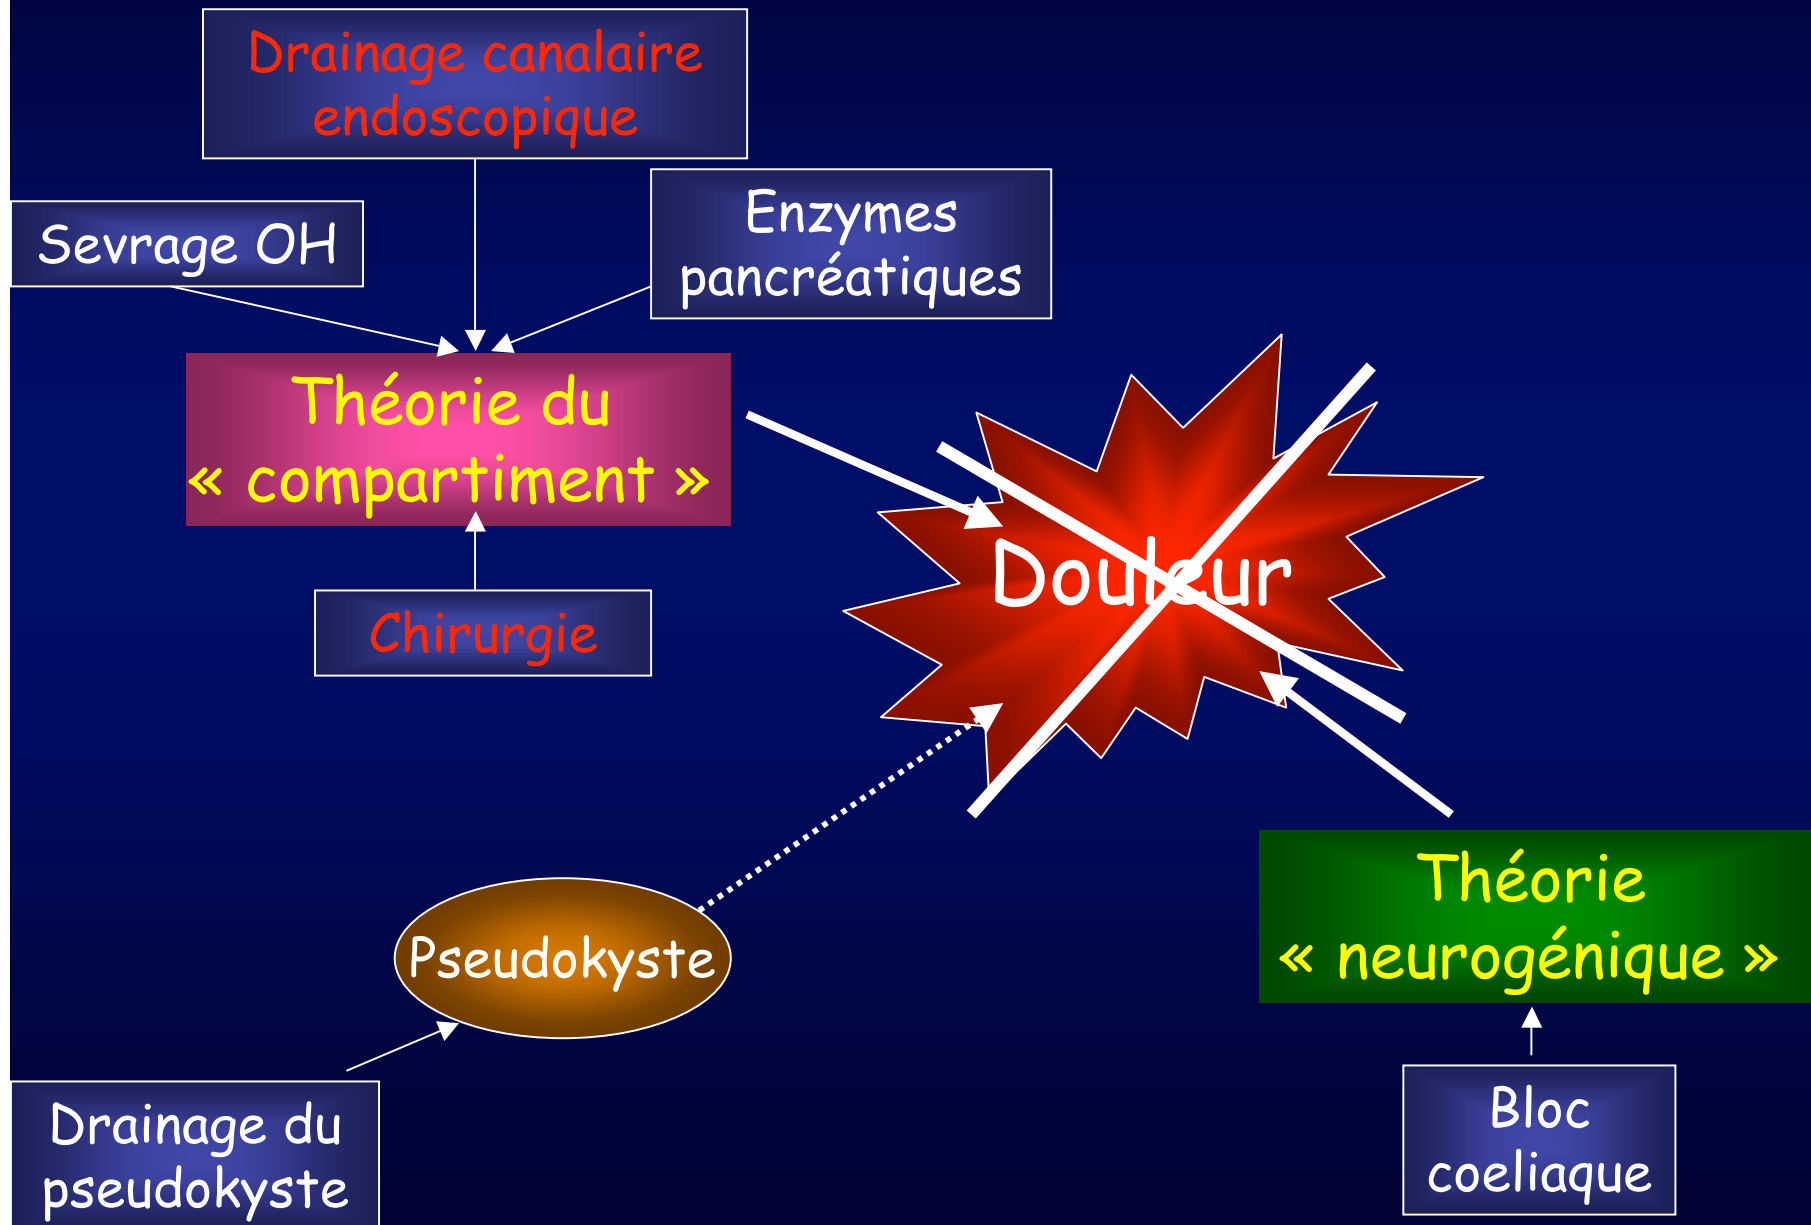 Drainage canalaire
endoscopique
Sevrage OH
Enzymes
pancréatiques
Théorie du
« compartiment »
Chirurgie
Douleur
Pseudokyste
Théorie
« neurogénique »
Drainage du
pseudokyste
Bloc
coeliaque